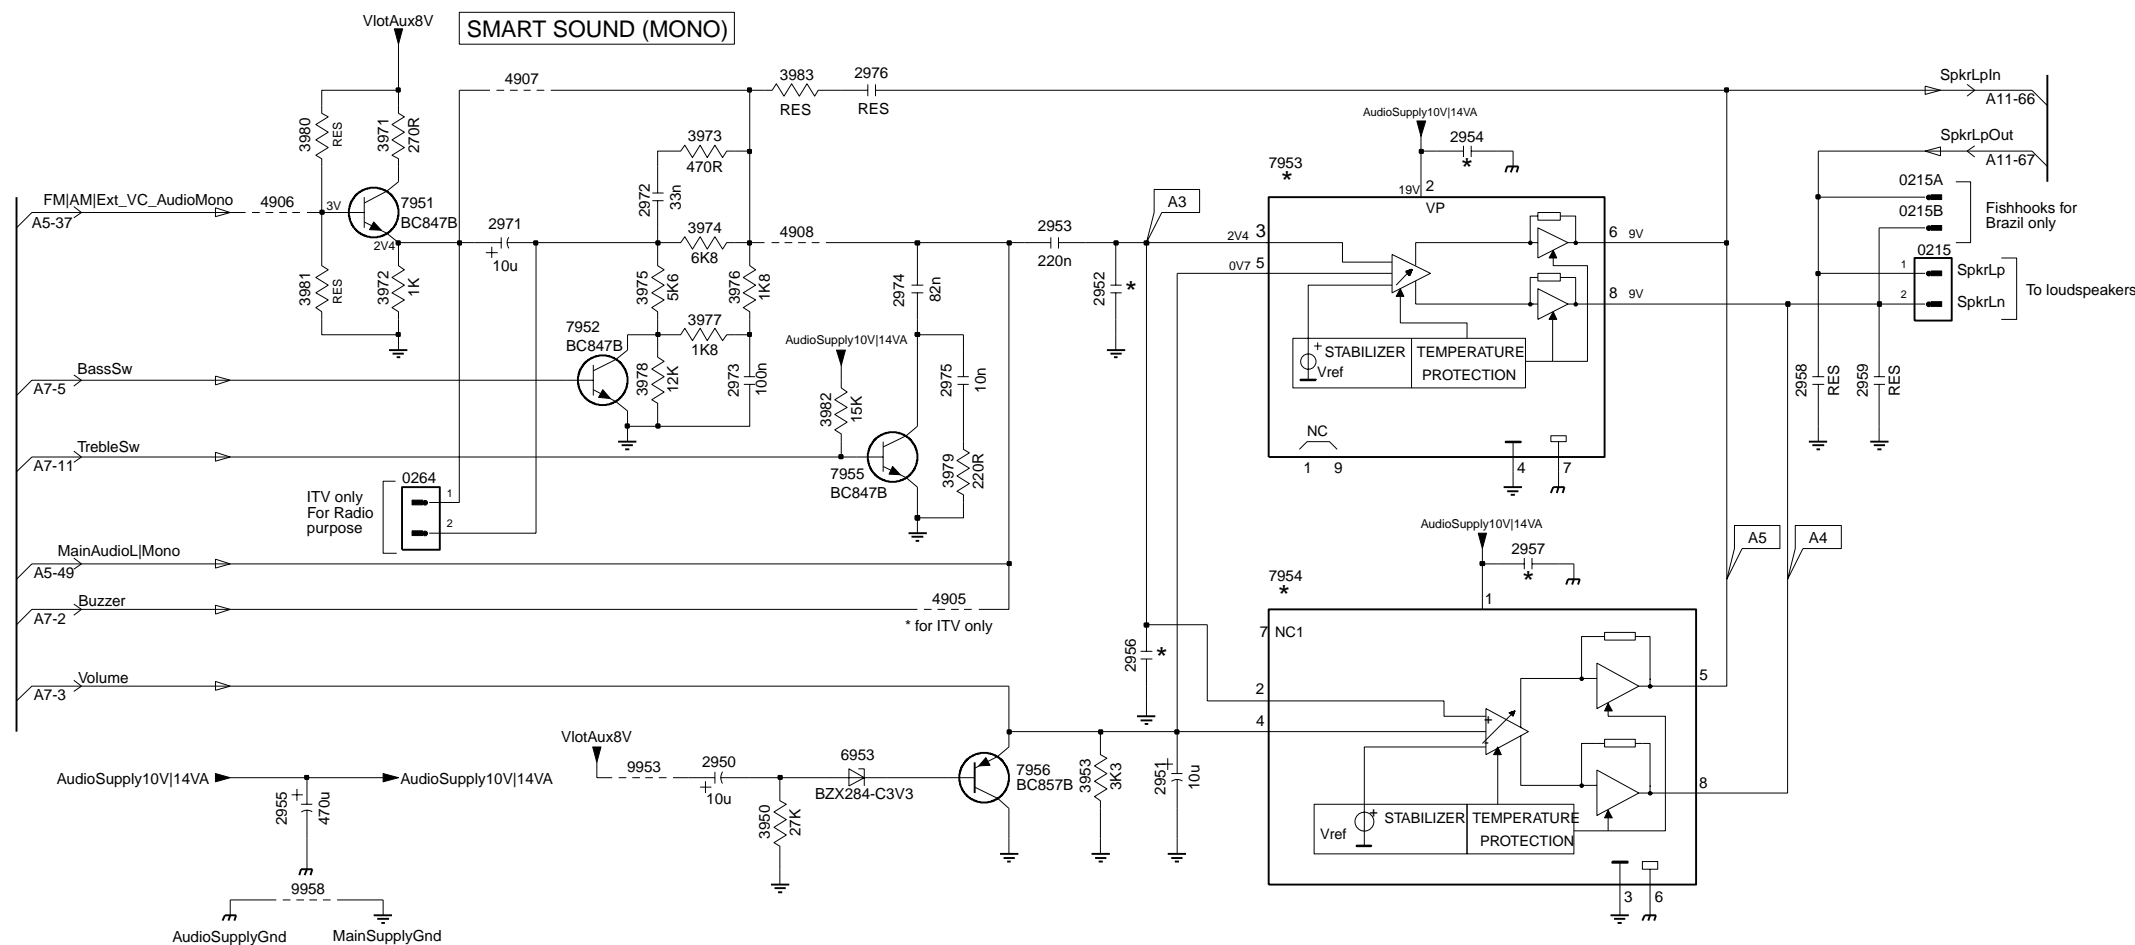 SMART SOUND (MONO)
VlotAux8V
4907
3983
RES
2976
RES
SpkrLpIn
A11-66
SpkrLpOut
A11-67
AudioSupply10V|14VA
2954
*
3980
RES
3971
270R
3973
470R
2972
33n
7953
*
19V 2
VP
0215A
0215B
Fishhooks for
Brazil only
FM|AM|Ext_VC_AudioMono
A5-37
4906
3V
7951
BC847B
2V4
2971
+
10u
3974
6K8
4908
2953
220n
A3
2V4 3
0V7 5
6 9V
8 9V
0215
1
SpkrLp
2
SpkrLn
To loudspeakers
3981
RES
3972
1K
3975
5K6
3976
1K8
2974
82n
2952
*
7952
BC847B
3977
1K8
AudioSupply10V|14VA
+
STABILIZER
Vref
TEMPERATURE
PROTECTION
BassSw
A7-5
3978
12K
2973
100n
3982
15K
2975
10n
2958
RES
2959
RES
NC
1 9
4
7
TrebleSw
A7-11
7955
BC847B
3979
220R
ITV only
For Radio
purpose
0264
1
2
AudioSupply10V|14VA
2957
*
A5
A4
MainAudioL|Mono
A5-49
7954
*
1
Buzzer
A7-2
4905
* for ITV only
7 NC1
2956
*
Volume
A7-3
2
4
5
8
+
-
VlotAux8V
9953
2950
+
10u
6953
BZX284-C3V3
7956
BC857B
3953
3K3
2951
+
10u
AudioSupply10V|14VA
AudioSupply10V|14VA
2955
+
470u
3950
27K
Vref
+
STABILIZER
TEMPERATURE
PROTECTION
3
6
9958
AudioSupplyGnd
MainSupplyGnd